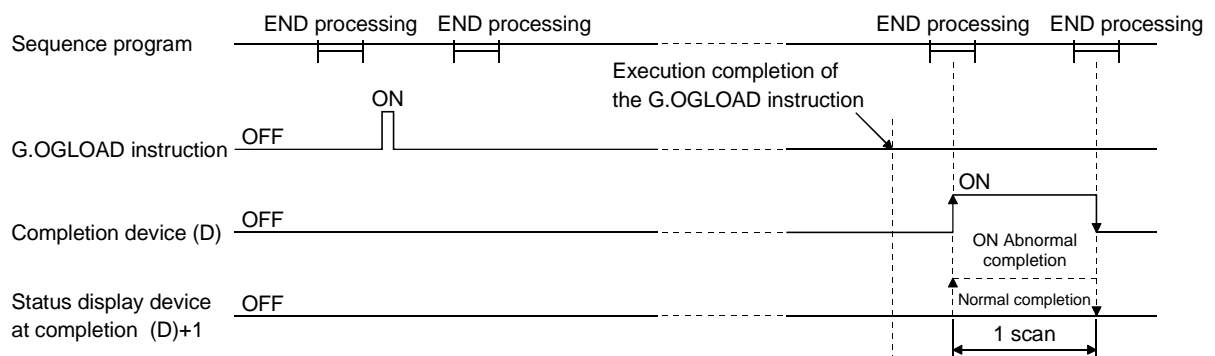 END processing END processing END processing END processing
Sequence program
Execution completion of
the G.OGLOAD instruction
ON
OFF
G.OGLOAD instruction
ON
OFF
Completion device (D)
ON Abnormal
completion
OFF
Status display device
at completion (D)+1
Normal completion
1 scan